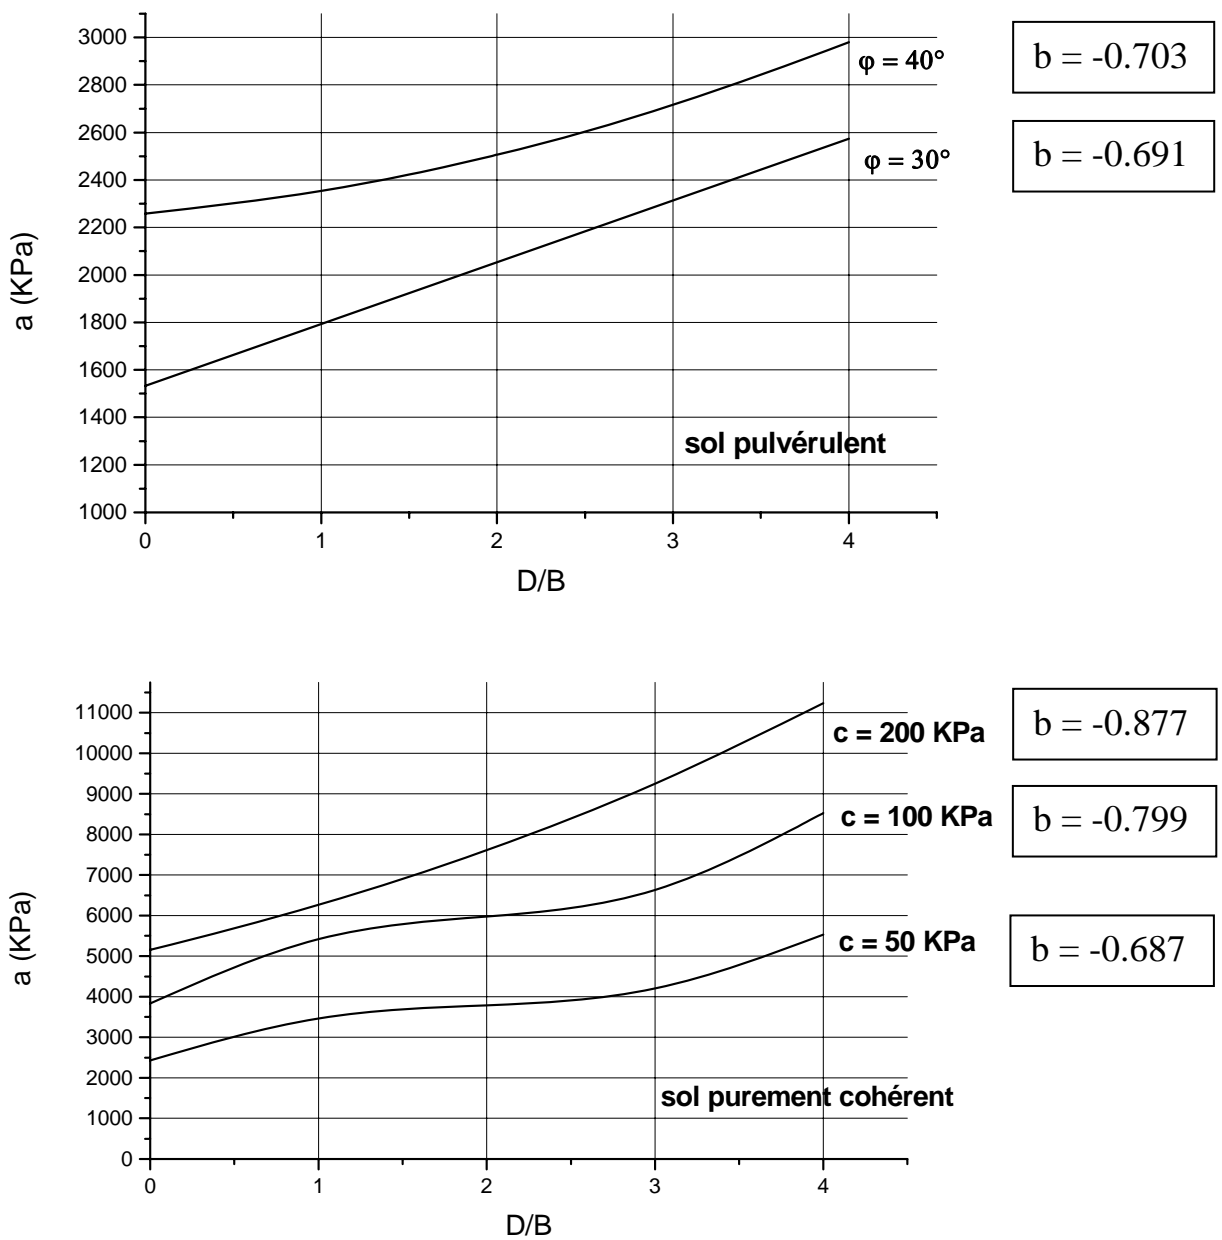 3000
2800
2600
2400
2200
2000
1800
1600
1400
1200
1000
a (KPa)
φ = 40°
φ = 30°
b = -0.703
b = -0.691
sol pulvérulent
0 1 2 3 4
D/B
11000
10000
9000
8000
7000
6000
5000
4000
3000
2000
1000
0
a (KPa)
c = 200 KPa
c = 100 KPa
c = 50 KPa
b = -0.877
b = -0.799
b = -0.687
sol purement cohérent
0 1 2 3 4
D/B